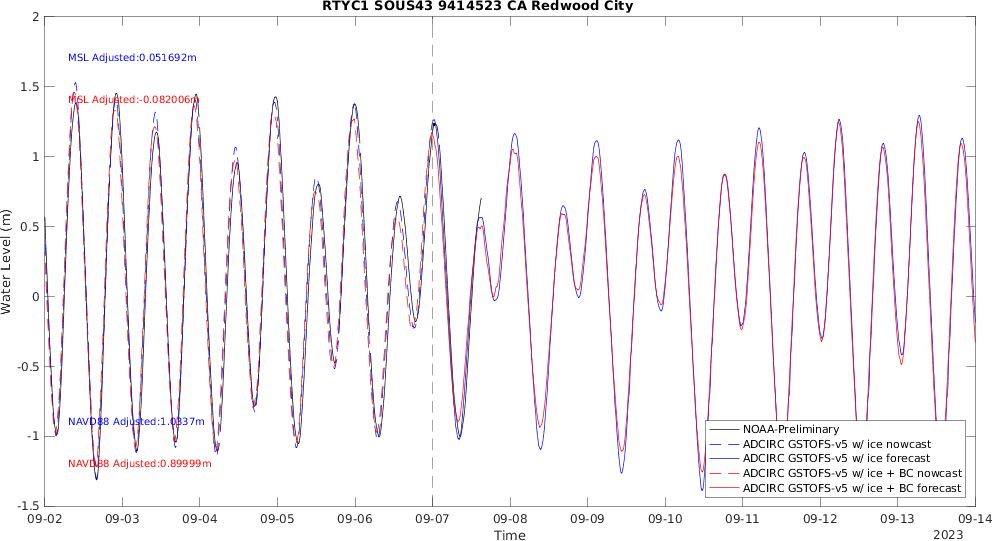 RTYC1 SOUS43 9414523 CA Redwood City
2
1.5
1
0.5
0
-0.5
-1
-1.5
Water Level (m)
MSL Adjusted:0.051692m
MSL Adjusted:-0.082006m
NAVD88 Adjusted:1.0337m
NAVD88 Adjusted:0.89999m
NOAA-Preliminary
ADCIRC GSTOFS-v5 w/ ice nowcast
ADCIRC GSTOFS-v5 w/ ice forecast
ADCIRC GSTOFS-v5 w/ ice + BC nowcast
ADCIRC GSTOFS-v5 w/ ice + BC forecast
09-02 09-03 09-04 09-05 09-06 09-07 09-08 09-09 09-10 09-11 09-12 09-13 09-14
Time
2023